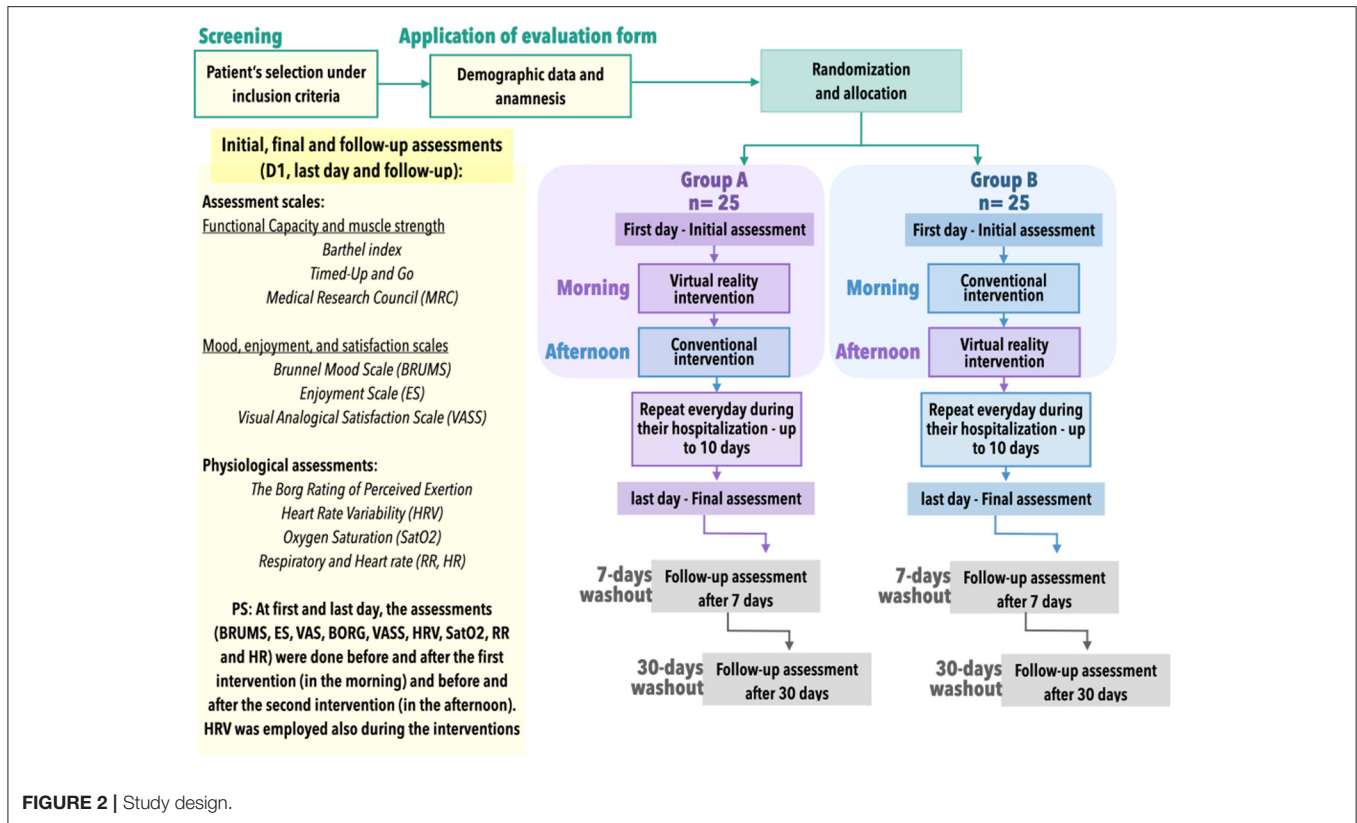 Screening
Patient's selection under
inclusion criteria
Application of evaluation form
Demographic data and
anamnesis
Randomization
and allocation
Initial, final and follow-up assessments
(D1, last day and follow-up):
Assessment scales:
Functional Capacity and muscle strength
Barthel index
Timed-Up and Go
Medical Research Council (MRC)
Mood, enjoyment, and satisfaction scales
Brunnel Mood Scale (BRUMS)
Enjoyment Scale (ES)
Visual Analogical Satisfaction Scale (VASS)
Physiological assessments:
The Borg Rating of Perceived Exertion
Heart Rate Variability (HRV)
Oxygen Saturation (SatO2)
Respiratory and Heart rate (RR, HR)
PS: At first and last day, the assessments
(BRUMS, ES, VAS, BORG, VASS, HRV, SatO2, RR
and HR) were done before and after the first
intervention (in the morning) and before and
after the second intervention (in the afternoon).
HRV was employed also during the interventions
Group A
n= 25
First day - Initial assessment
Morning
Virtual reality
intervention
Afternoon
Conventional
intervention
Repeat everyday during
their hospitalization - up
to 10 days
last day - Final assessment
7-days
washout
Follow-up assessment
after 7 days
30-days
washout
Follow-up assessment
after 30 days
Group B
n= 25
First day - Initial assessment
Morning
Conventional
intervention
Afternoon
Virtual reality
intervention
Repeat everyday during
their hospitalization - up
to 10 days
last day - Final assessment
7-days
washout
Follow-up assessment
after 7 days
30-days
washout
Follow-up assessment
after 30 days
FIGURE 2 | Study design.